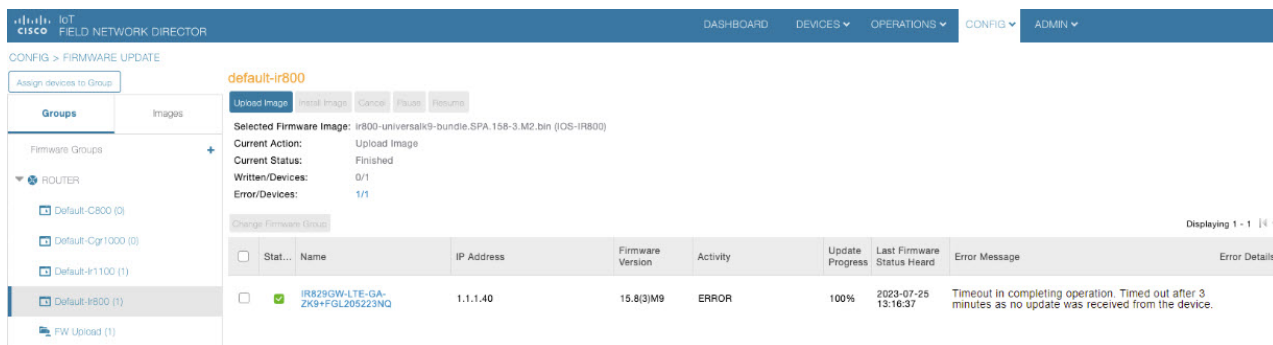 CISCO IoT
FIELD NETWORK DIRECTOR
DASHBOARD DEVICES OPERATIONS CONFIG ADMIN
CONFIG > FIRMWARE UPDATE
Assign devices to Group
Groups Images
Firmware Groups +
ROUTER
Default-C800 (0)
Default-Cgr1000 (0)
Default-Ir1100 (1)
Default-Ir800 (1)
FW Upload (1)
default-ir800
Upload Image Install Image Cancel Pause Resume
Selected Firmware Image: ir800-universalk9-bundle.SPA.158-3.M2.bin (IOS-IR800)
Current Action: Upload Image
Current Status: Finished
Written/Devices: 0/1
Error/Devices: 1/1
Change Firmware Group
Displaying 1 - 1
Stat... Name IP Address Firmware Version Activity Update Progress Last Firmware Status Heard Error Message Error Details
IR829GW-LTE-GA-ZK9+FGL205223NQ 1.1.1.40 15.8(3)M9 ERROR 100% 2023-07-25 13:16:37 Timeout in completing operation. Timed out after 3
minutes as no update was received from the device.